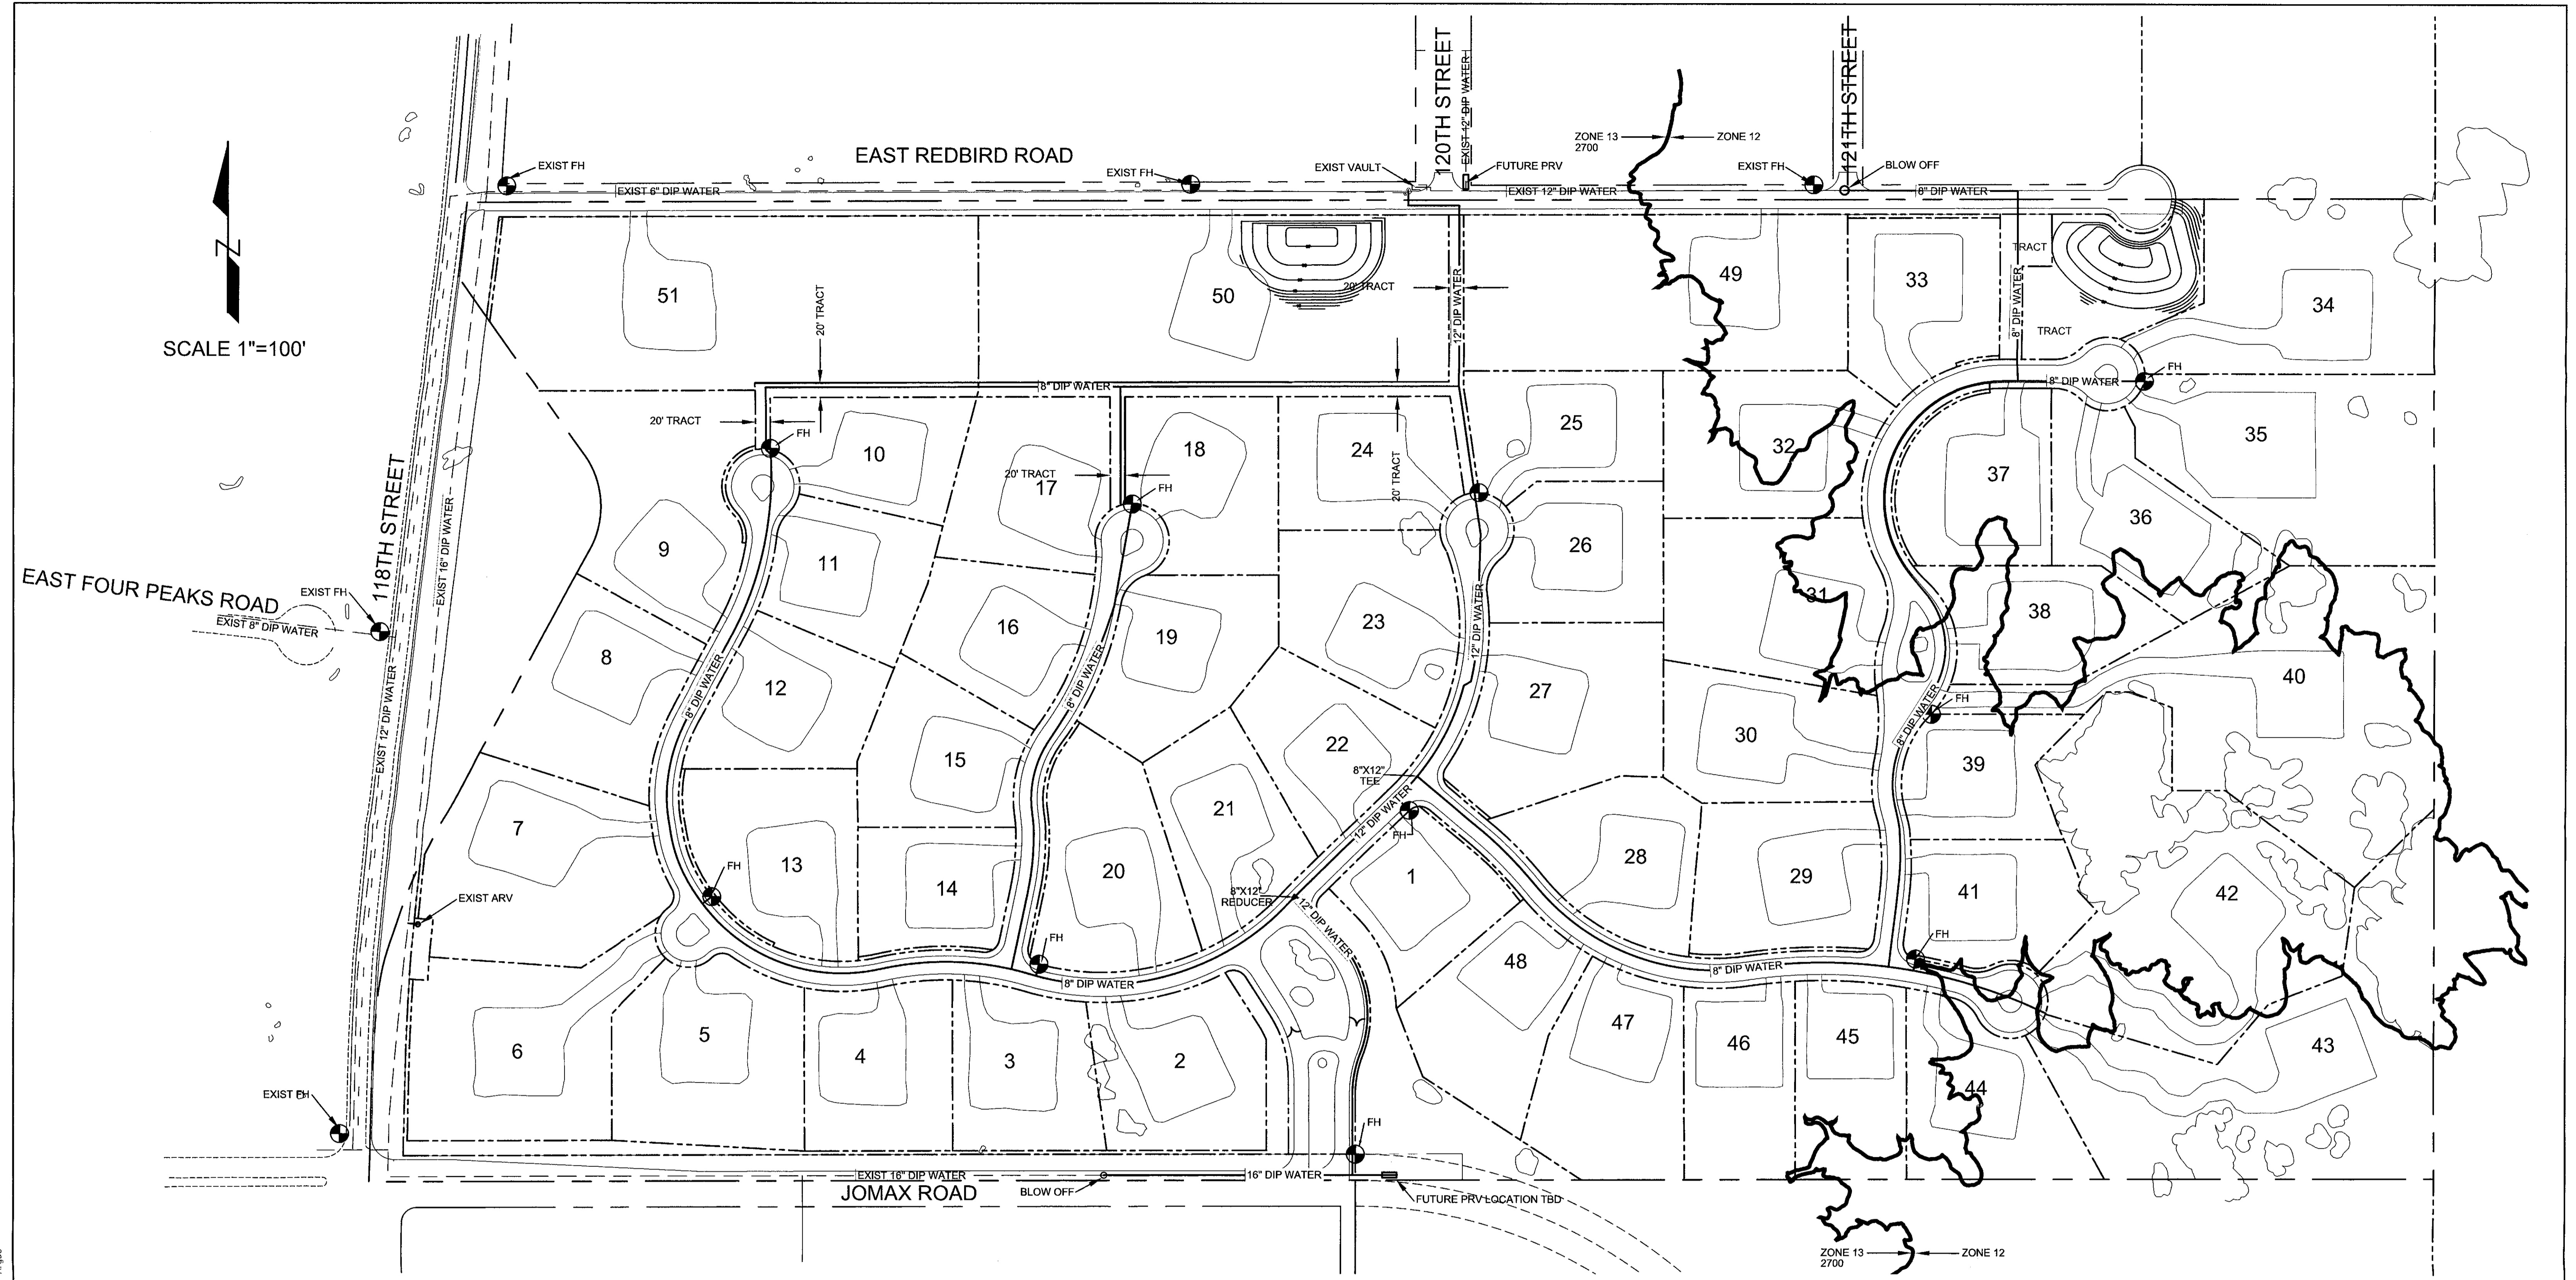 120TH STREET
EXIST 12" DIP WATER
121TH STREET
ZONE 13
2700
ZONE 12
EXIST FH
EAST REDBIRD ROAD
EXIST FH
EXIST VAULT
FUTURE PRV
EXIST FH
BLOW OFF
EXIST 6" DIP WATER
EXIST 12" DIP WATER
8" DIP WATER
N
SCALE 1"=100'
51
50
20' TRACT
12" DIP WATER
49
33
TRACT
8" DIP WATER
34
20' TRACT
TRACT
8" DIP WATER
8" DIP WATER
FH
20' TRACT
FH
10
20' TRACT
17
18
FH
24
20' TRACT
25
32
37
35
36
118TH STREET
EXIST 16" DIP WATER
9
11
26
EAST FOUR PEAKS ROAD
EXIST FH
EXIST 8" DIP WATER
8
16
19
23
12" DIP WATER
31
38
8" DIP WATER
12
8" DIP WATER
27
40
EXIST 12" DIP WATER
15
22
30
8" DIP WATER
FH
39
8"X12"
TEE
7
21
12" DIP WATER
FH
28
13
FH
14
20
1
29
41
42
8"X12"
REDUCER
12" DIP WATER
EXIST ARV
FH
FH
48
8" DIP WATER
8" DIP WATER
6
5
4
3
2
47
46
45
44
43
EXIST FH
FH
EXIST 16" DIP WATER
16" DIP WATER
JOMAX ROAD
BLOW OFF
FUTURE PRV LOCATION TBD
ZONE 13
2700
ZONE 12